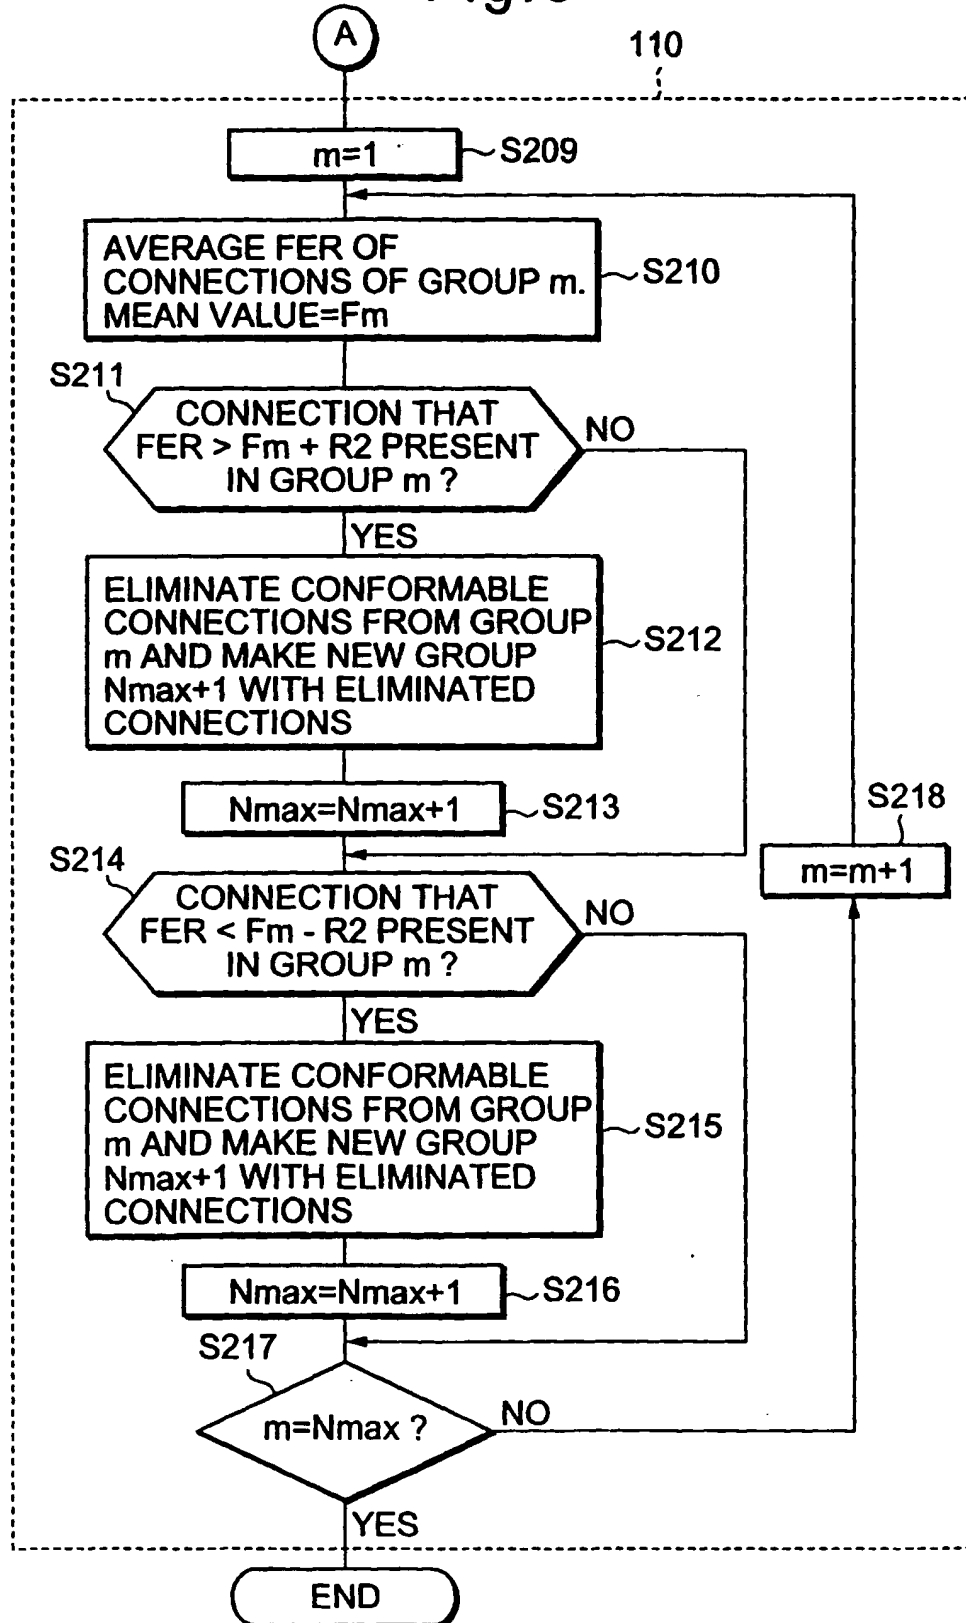 A
110
m=1
S209
AVERAGE FER OF
CONNECTIONS OF GROUP m.
MEAN VALUE=Fm
S210
S211
CONNECTION THAT
FER > Fm + R2 PRESENT
IN GROUP m ?
NO
YES
ELIMINATE CONFORMABLE
CONNECTIONS FROM GROUP
m AND MAKE NEW GROUP
Nmax+1 WITH ELIMINATED
CONNECTIONS
S212
Nmax=Nmax+1
S213
S218
m=m+1
S214
CONNECTION THAT
FER < Fm - R2 PRESENT
IN GROUP m ?
NO
YES
ELIMINATE CONFORMABLE
CONNECTIONS FROM GROUP
m AND MAKE NEW GROUP
Nmax+1 WITH ELIMINATED
CONNECTIONS
S215
Nmax=Nmax+1
S216
S217
m=Nmax ?
NO
YES
END